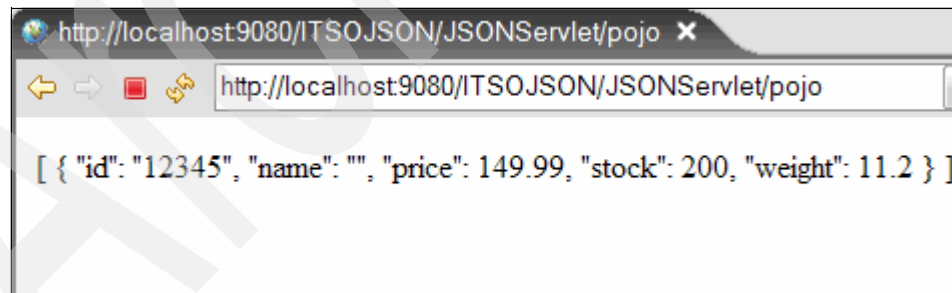 http://localhost:9080/ITSOJSON/JSONServlet/pojo
http://localhost:9080/ITSOJSON/JSONServlet/pojo
[ { "id": "12345", "name": "", "price": 149.99, "stock": 200, "weight": 11.2 } ]